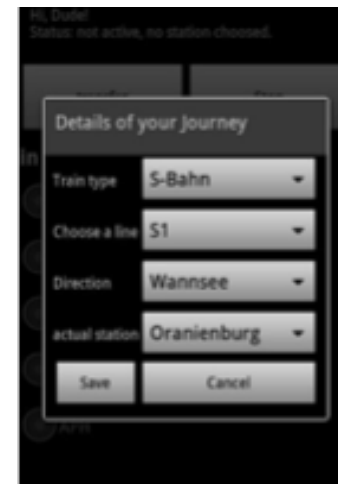 Hi, Dude!
Status: not active, no station choosed.
Details of your Journey
Train type S-Bahn
Choose a line S1
Direction Wannsee
actual station Oranienburg
Save Cancel